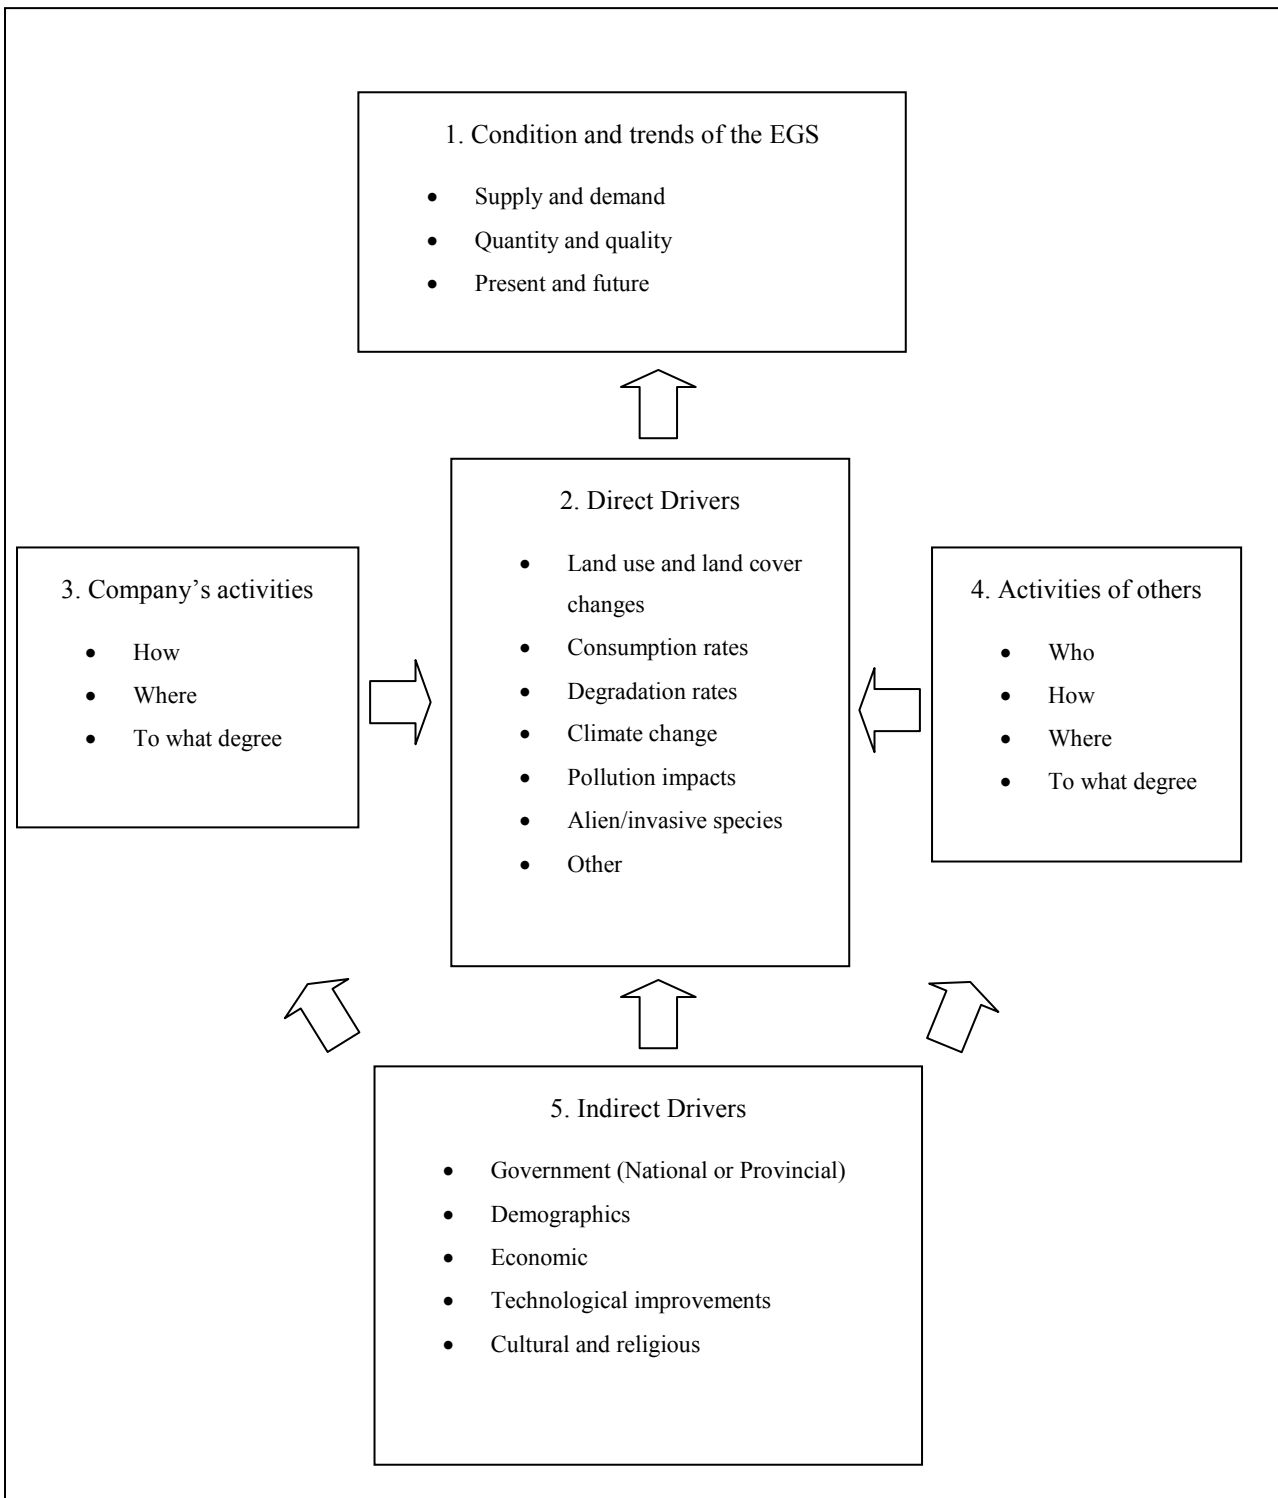 1. Condition and trends of the EGS
• Supply and demand
• Quantity and quality
• Present and future
2. Direct Drivers
• Land use and land cover
changes
• Consumption rates
• Degradation rates
• Climate change
• Pollution impacts
• Alien/invasive species
• Other
3. Company’s activities
• How
• Where
• To what degree
4. Activities of others
• Who
• How
• Where
• To what degree
5. Indirect Drivers
• Government (National or Provincial)
• Demographics
• Economic
• Technological improvements
• Cultural and religious